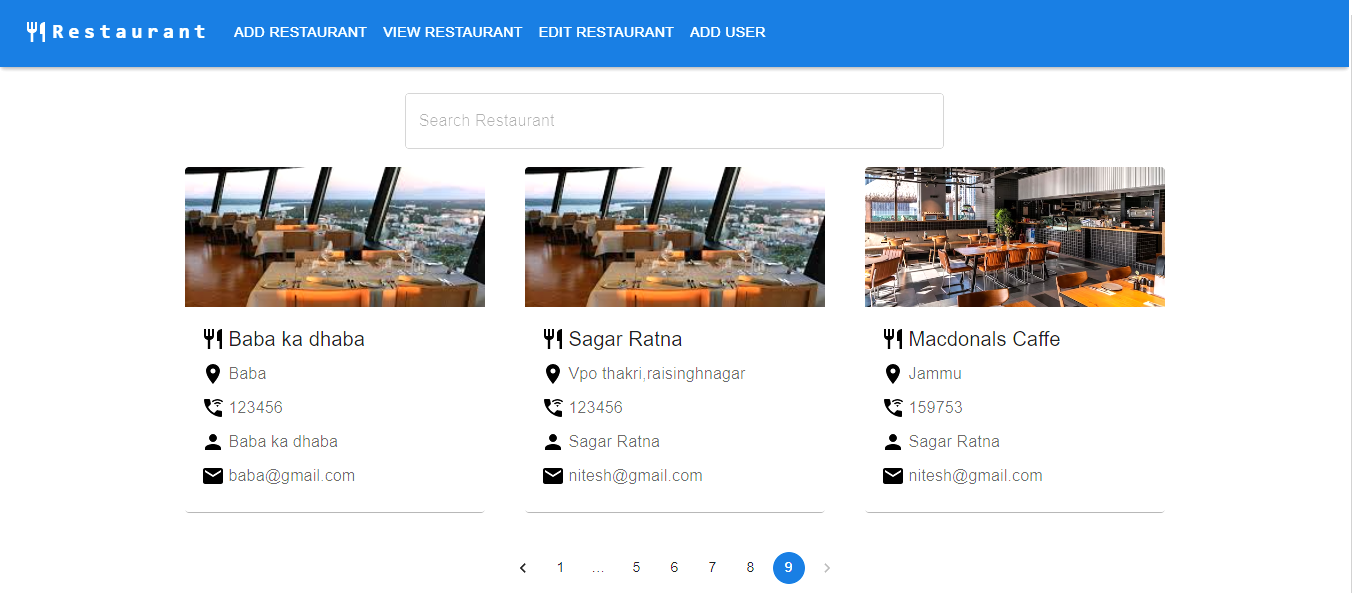 Restaurant ADD RESTAURANT VIEW RESTAURANT EDIT RESTAURANT ADD USER
Search Restaurant
Baba ka dhaba
Baba
123456
Baba ka dhaba
baba@gmail.com
Sagar Ratna
Vpo thakri,raisinghnagar
123456
Sagar Ratna
nitesh@gmail.com
Macdonals Caffe
Jammu
159753
Sagar Ratna
nitesh@gmail.com
1 ... 5 6 7 8 9